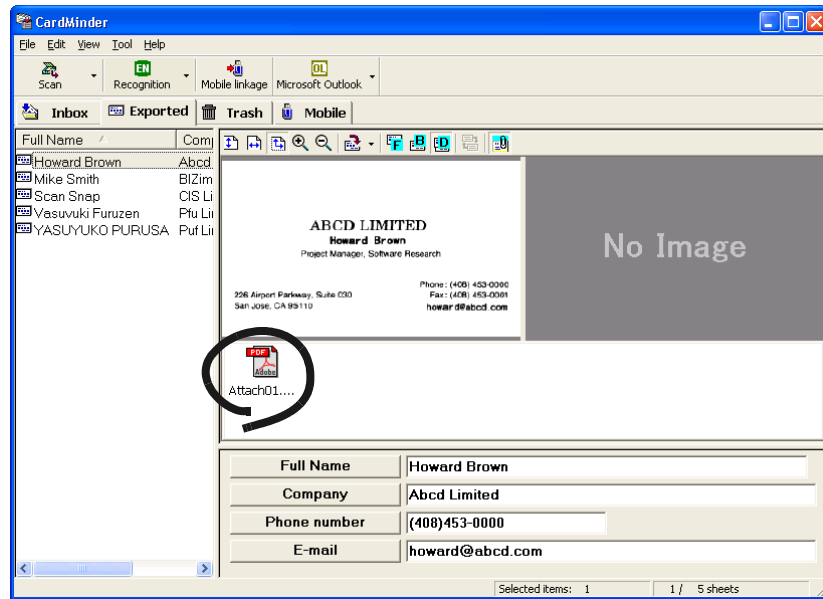 CardMinder
File Edit View Tool Help
Scan
EN
Recognition
Mobile linkage
OL
Microsoft Outlook
Inbox
Exported
Trash
Mobile
Full Name
Com
F
B
D
Howard Brown Abcd
Mike Smith BIZim
Scan Snap CIS Li
Vasuvuki Furuzen Pfu Lir
YASUYUKO PURUSA Puf Lii
ABCD LIMITED
Howard Brown
Project Manager, Software Research
Phone: (408) 453-0000
226 Airport Parkway, Suite 030
Fax: (408) 453-0001
San Jose, CA 95110
howard@abcd.com
No Image
PDF
Adobe
Attach01....
Full Name Howard Brown
Company Abcd Limited
Phone number (408)453-0000
E-mail howard@abcd.com
Selected items: 1
1 / 5 sheets